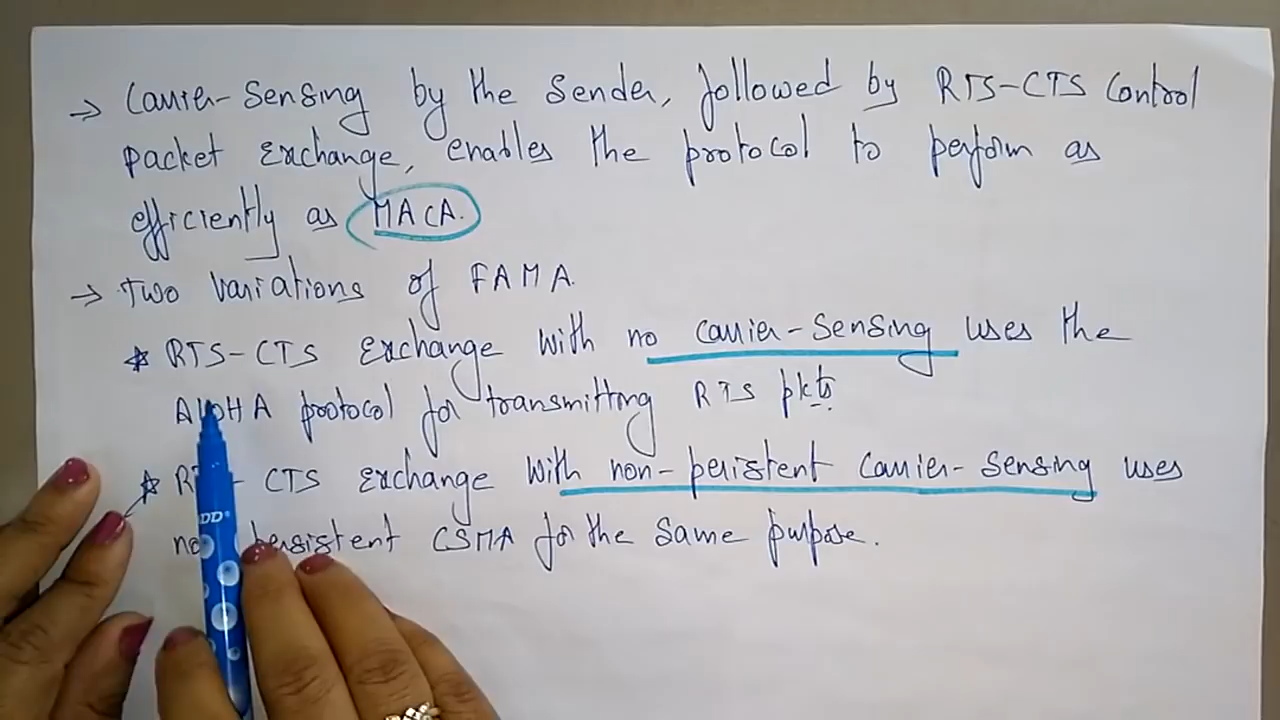 → Carrier-Sensing by the Sender, followed by RTS-CTS Control
packet Exchange, enables the protocol to perform as
efficiently as MACA.
→ Two variations of FAMA.
* RTS-CTS Exchange with no carrier-sensing uses the
ALOHA protocol for transmitting RTS pkts.
* RTS- CTS Exchange with non-persistent Carrier-sensing uses
non persistent CSMA for the same purpose.